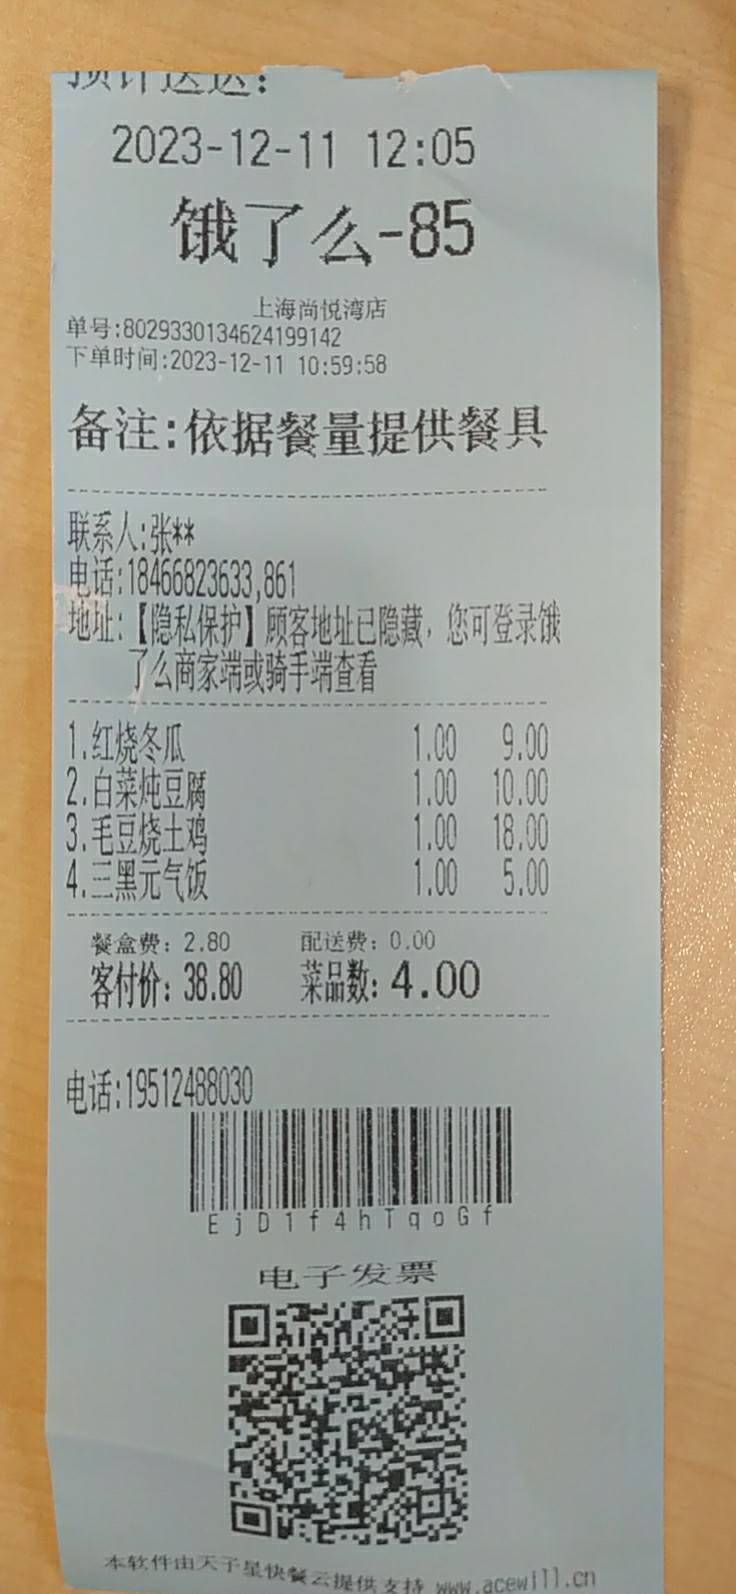 预计送达:
2023-12-11 12:05
饿了么-85
上海尚悦湾店
单号:8029330134624199142
下单时间:2023-12-11 10:59:58
备注:依据餐量提供餐具
联系人:张**
电话:18466823633,861
地址:【隐私保护】顾客地址已隐藏，您可登录饿
了么商家端或骑手端查看
1.红烧冬瓜 1.00 9.00
2.白菜炖豆腐 1.00 10.00
3.毛豆烧土鸡 1.00 18.00
4.三黑元气饭 1.00 5.00
餐盒费：2.80 配送费：0.00
客付价：38.80 菜品数：4.00
电话:19512488030
EjD1f4hTqoGf
电子发票
本软件由天子星快餐云提供支持 www.acewill.cn